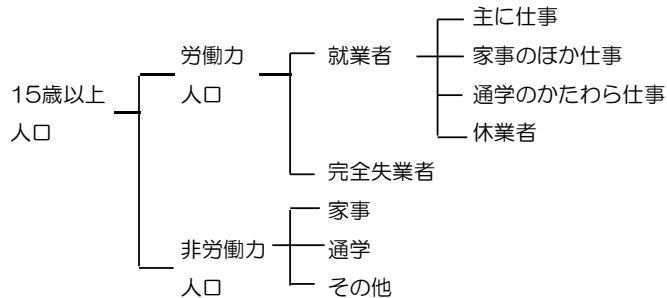 15歳以上
人口
労働力
人口
就業者
主に仕事
家事のほか仕事
通学のかたわら仕事
休業者
完全失業者
非労働力
人口
家事
通学
その他